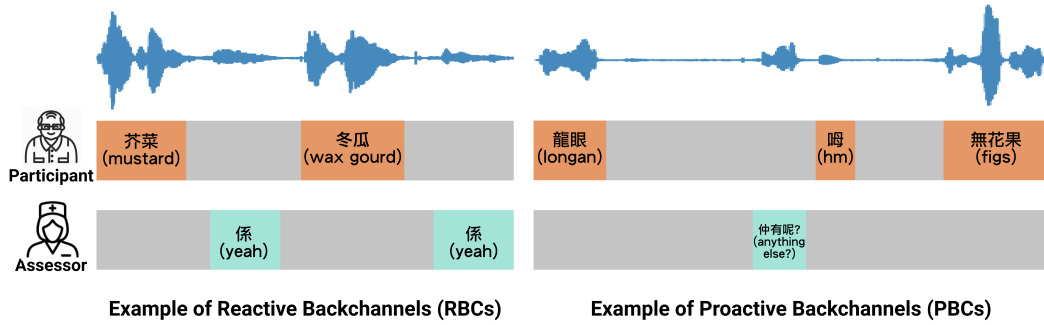 芥菜
(mustard)
冬瓜
(wax gourd)
龍眼
(longan)
呣
(hm)
無花果
(figs)
Participant
係
(yeah)
係
(yeah)
仲有呢?
(anything
else?)
Assessor
Example of Reactive Backchannels (RBCs)
Example of Proactive Backchannels (PBCs)